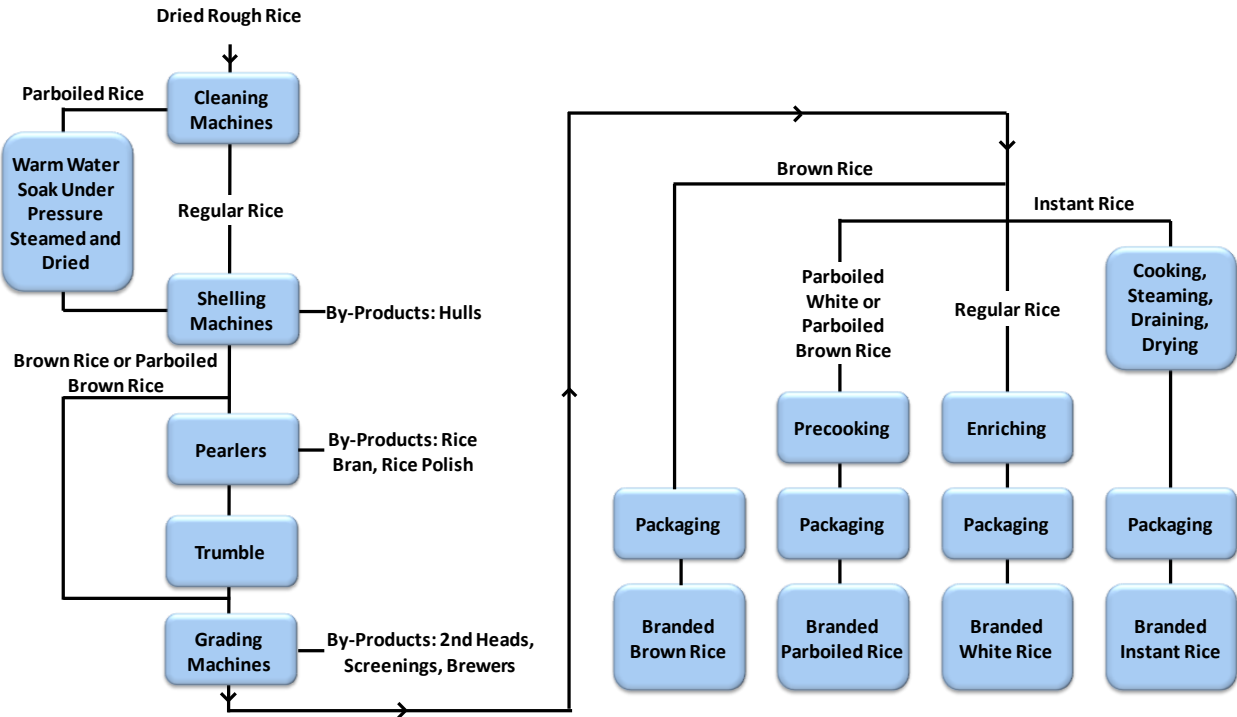 Dried Rough Rice
Parboiled Rice
Cleaning
Machines
Warm Water
Soak Under
Pressure
Steamed and
Dried
Regular Rice
Shelling
Machines
By-Products: Hulls
Brown Rice or Parboiled
Brown Rice
Pearlers
By-Products: Rice
Bran, Rice Polish
Trumble
Grading
Machines
By-Products: 2nd Heads,
Screenings, Brewers
Brown Rice
Instant Rice
Parboiled
White or
Parboiled
Brown Rice
Regular Rice
Cooking,
Steaming,
Draining,
Drying
Precooking
Enriching
Packaging
Packaging
Packaging
Packaging
Branded
Brown Rice
Branded
Parboiled Rice
Branded
White Rice
Branded
Instant Rice